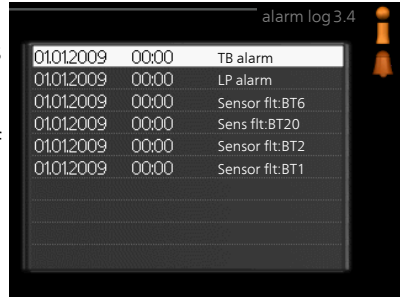 alarm log 3.4
01.01.2009 00:00 TB alarm
01.01.2009 00:00 LP alarm
01.01.2009 00:00 Sensor flt:BT6
01.01.2009 00:00 Sens flt:BT20
01.01.2009 00:00 Sensor flt:BT2
01.01.2009 00:00 Sensor flt:BT1